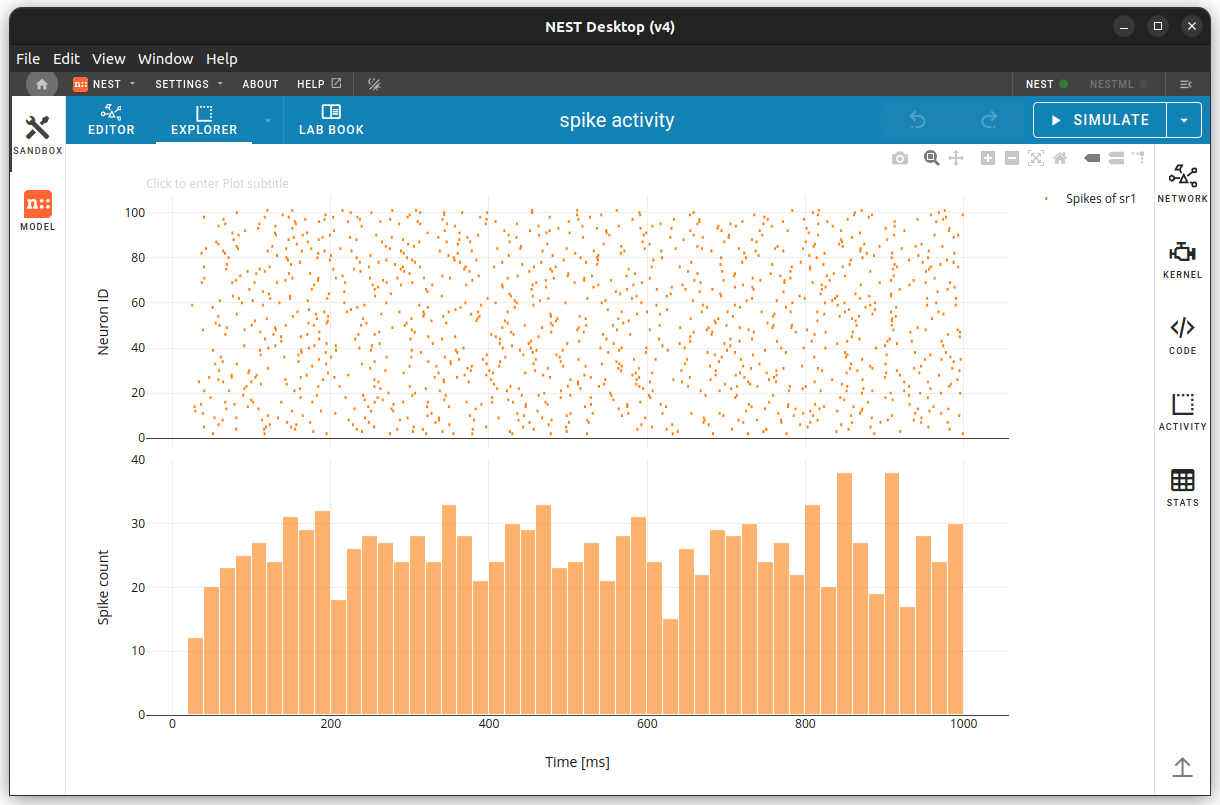 NEST Desktop (v4)
File Edit View Window Help
n:: NEST SETTINGS ABOUT HELP NEST NESTML
EDITOR EXPLORER LAB BOOK spike activity SIMULATE
SANDBOX
n::
MODEL
Click to enter Plot subtitle
Spikes of sr1
100
80
60
40
20
0
Neuron ID
40
30
20
10
0
Spike count
0 200 400 600 800 1000
Time [ms]
NETWORK
KERNEL
CODE
ACTIVITY
STATS